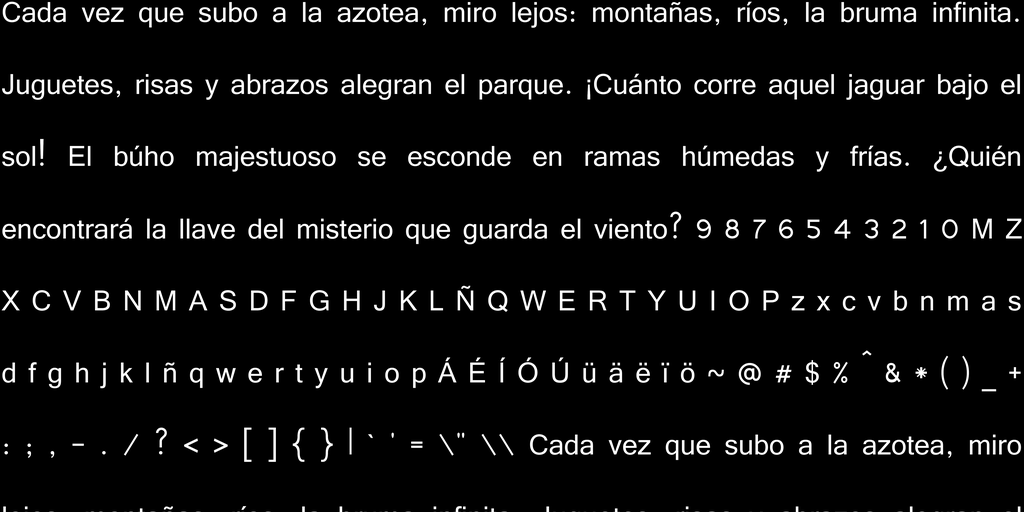 Cada vez que subo a la azotea, miro lejos: montañas, ríos, la bruma infinita.
Juguetes, risas y abrazos alegran el parque. ¡Cuánto corre aquel jaguar bajo el
sol! El búho majestuoso se esconde en ramas húmedas y frías. ¿Quién
encontrará la llave del misterio que guarda el viento? 9 8 7 6 5 4 3 2 1 0 M Z
X C V B N M A S D F G H J K L Ñ Q W E R T Y U I O P z x c v b n m a s
d f g h j k l ñ q w e r t y u i o p Á É Í Ó Ú ü ä ë ï ö ~ @ # $ % ^ & * ( ) _ +
: ; , - . / ? < > [ ] { } | ` ' = \" \\ Cada vez que subo a la azotea, miro